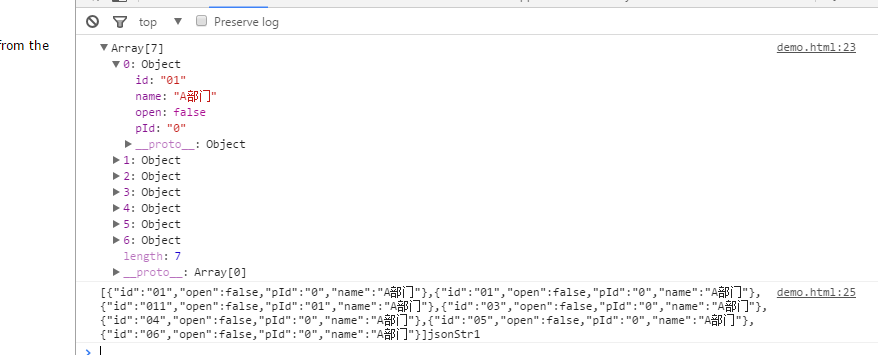 top ▼ Preserve log
from the
▼Array[7] demo.html:23
▼0: Object
id: "01"
name: "A部门"
open: false
pId: "0"
▶__proto__: Object
▶1: Object
▶2: Object
▶3: Object
▶4: Object
▶5: Object
▶6: Object
length: 7
▶__proto__: Array[0]
[{"id":"01","open":false,"pId":"0","name":"A部门"},{"id":"01","open":false,"pId":"0","name":"A部门"}, demo.html:25
{"id":"011","open":false,"pId":"01","name":"A部门"},{"id":"03","open":false,"pId":"0","name":"A部门"},
{"id":"04","open":false,"pId":"0","name":"A部门"},{"id":"05","open":false,"pId":"0","name":"A部门"},
{"id":"06","open":false,"pId":"0","name":"A部门"}]jsonStr1
>